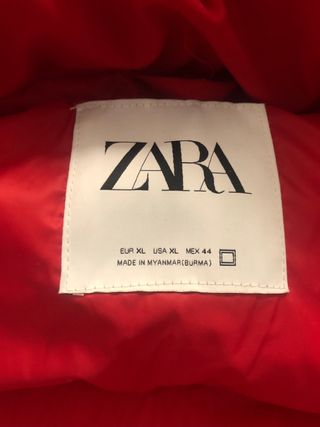 ZARA
EUR XL USA XL MEX 44
MADE IN MYANMAR(BURMA)